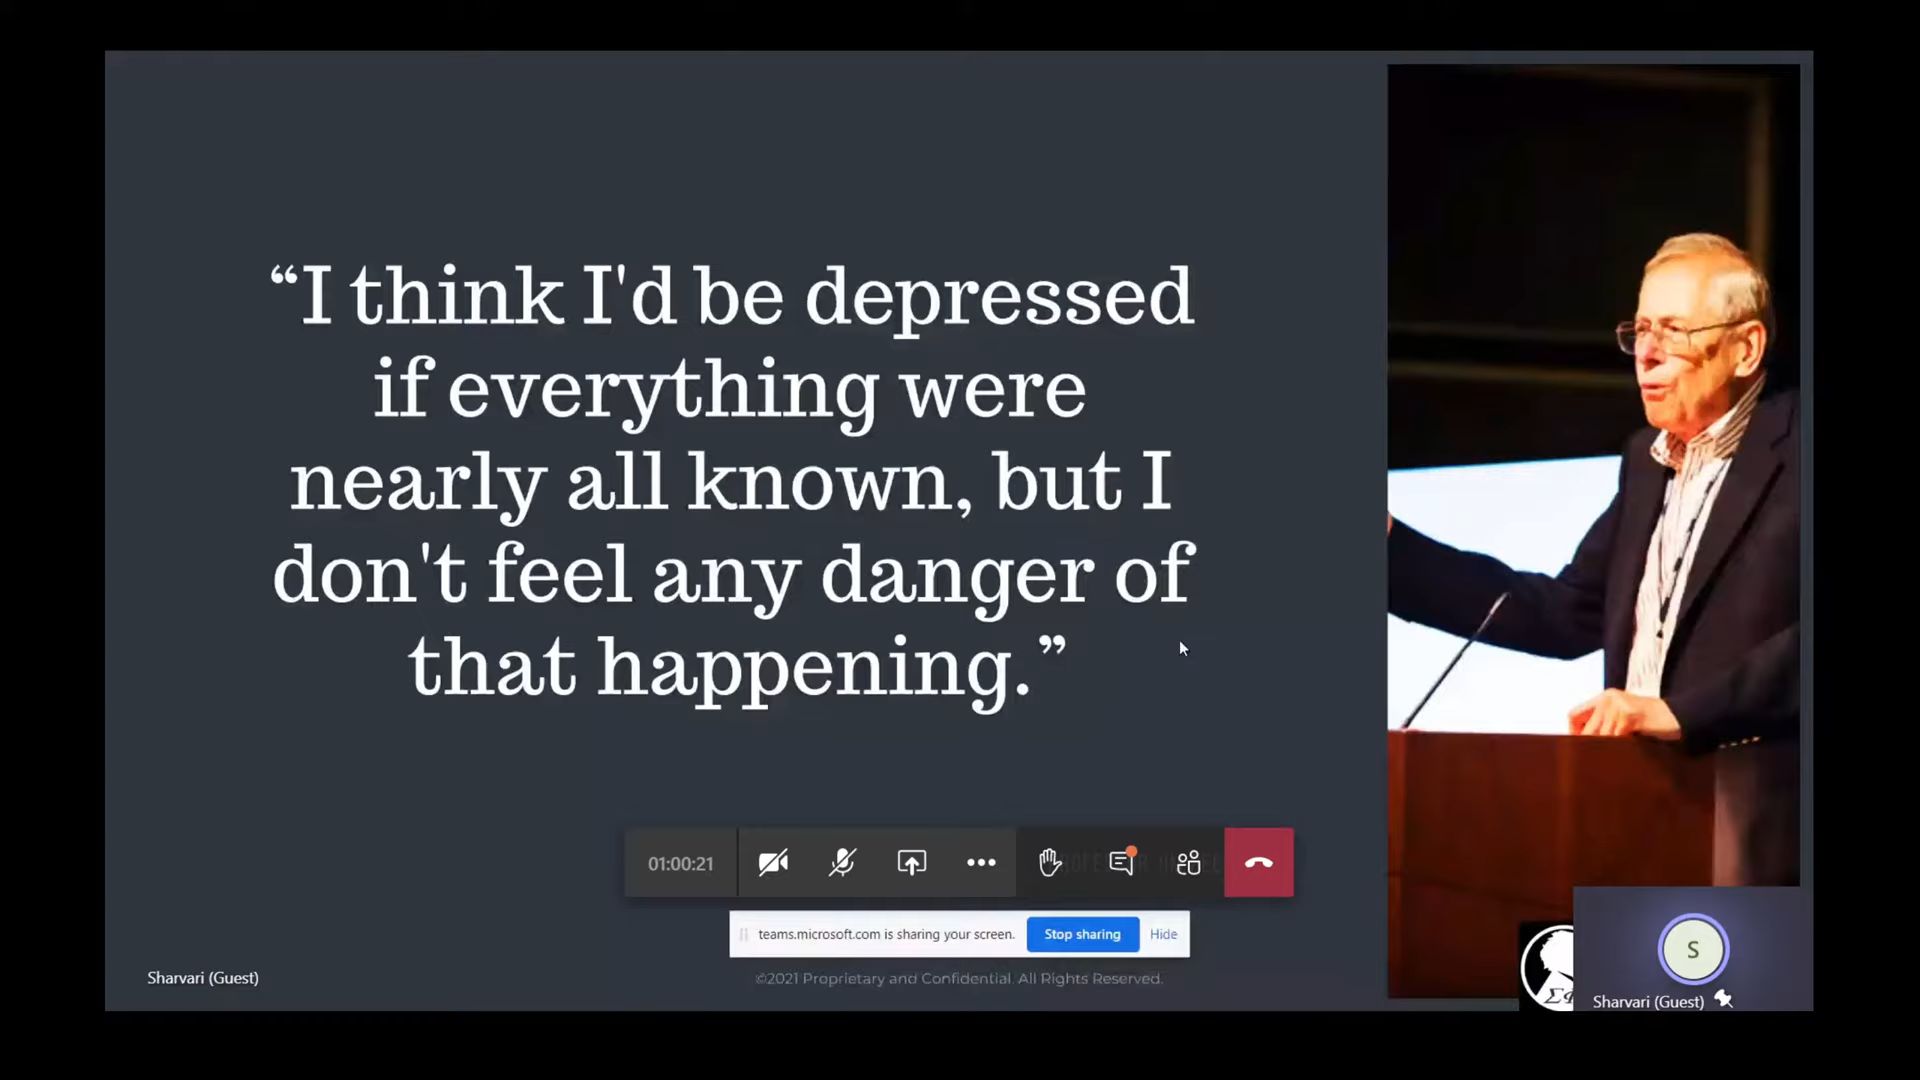 “I think I'd be depressed
if everything were
nearly all known, but I
don't feel any danger of
that happening.”
01:00:21
teams.microsoft.com is sharing your screen.
Stop sharing
Hide
Sharvari (Guest)
©2021 Proprietary and Confidential. All Rights Reserved.
S
Sharvari (Guest)